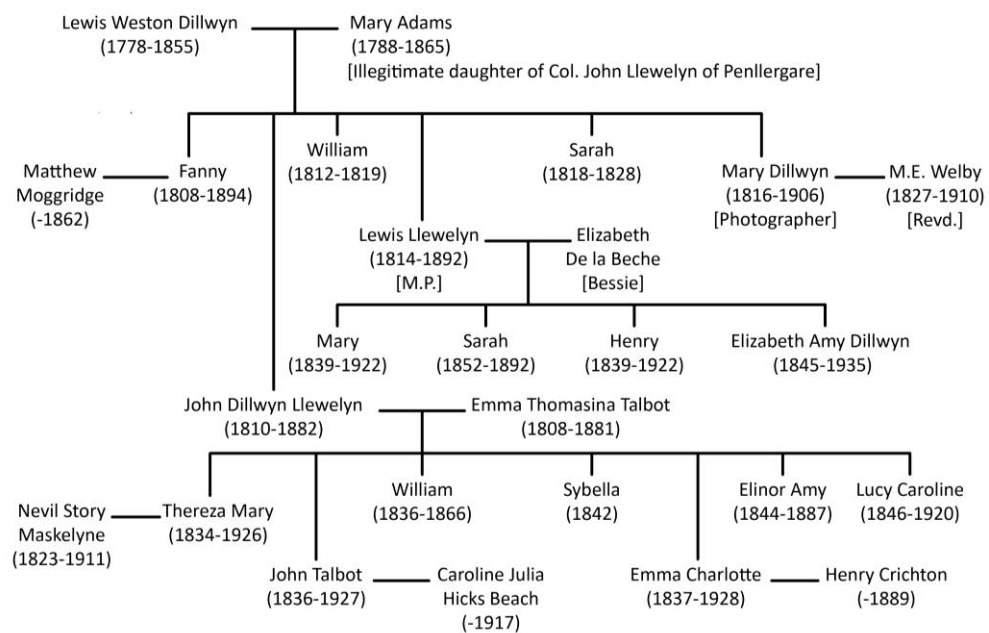 Lewis Weston Dillwyn
(1778-1855)
Mary Adams
(1788-1865)
[Illegitimate daughter of Col. John Llewelyn of Penllergare]
Matthew
Moggridge
(-1862)
Fanny
(1808-1894)
William
(1812-1819)
Sarah
(1818-1828)
Mary Dillwyn
(1816-1906)
[Photographer]
M.E. Welby
(1827-1910)
[Revd.]
Lewis Llewelyn
(1814-1892)
[M.P.]
Elizabeth
De la Beche
[Bessie]
Mary
(1839-1922)
Sarah
(1852-1892)
Henry
(1839-1922)
Elizabeth Amy Dillwyn
(1845-1935)
John Dillwyn Llewelyn
(1810-1882)
Emma Thomasina Talbot
(1808-1881)
Nevil Story
Maskelyne
(1823-1911)
Thereza Mary
(1834-1926)
William
(1836-1866)
Sybella
(1842)
Elinor Amy
(1844-1887)
Lucy Caroline
(1846-1920)
John Talbot
(1836-1927)
Caroline Julia
Hicks Beach
(-1917)
Emma Charlotte
(1837-1928)
Henry Crichton
(-1889)